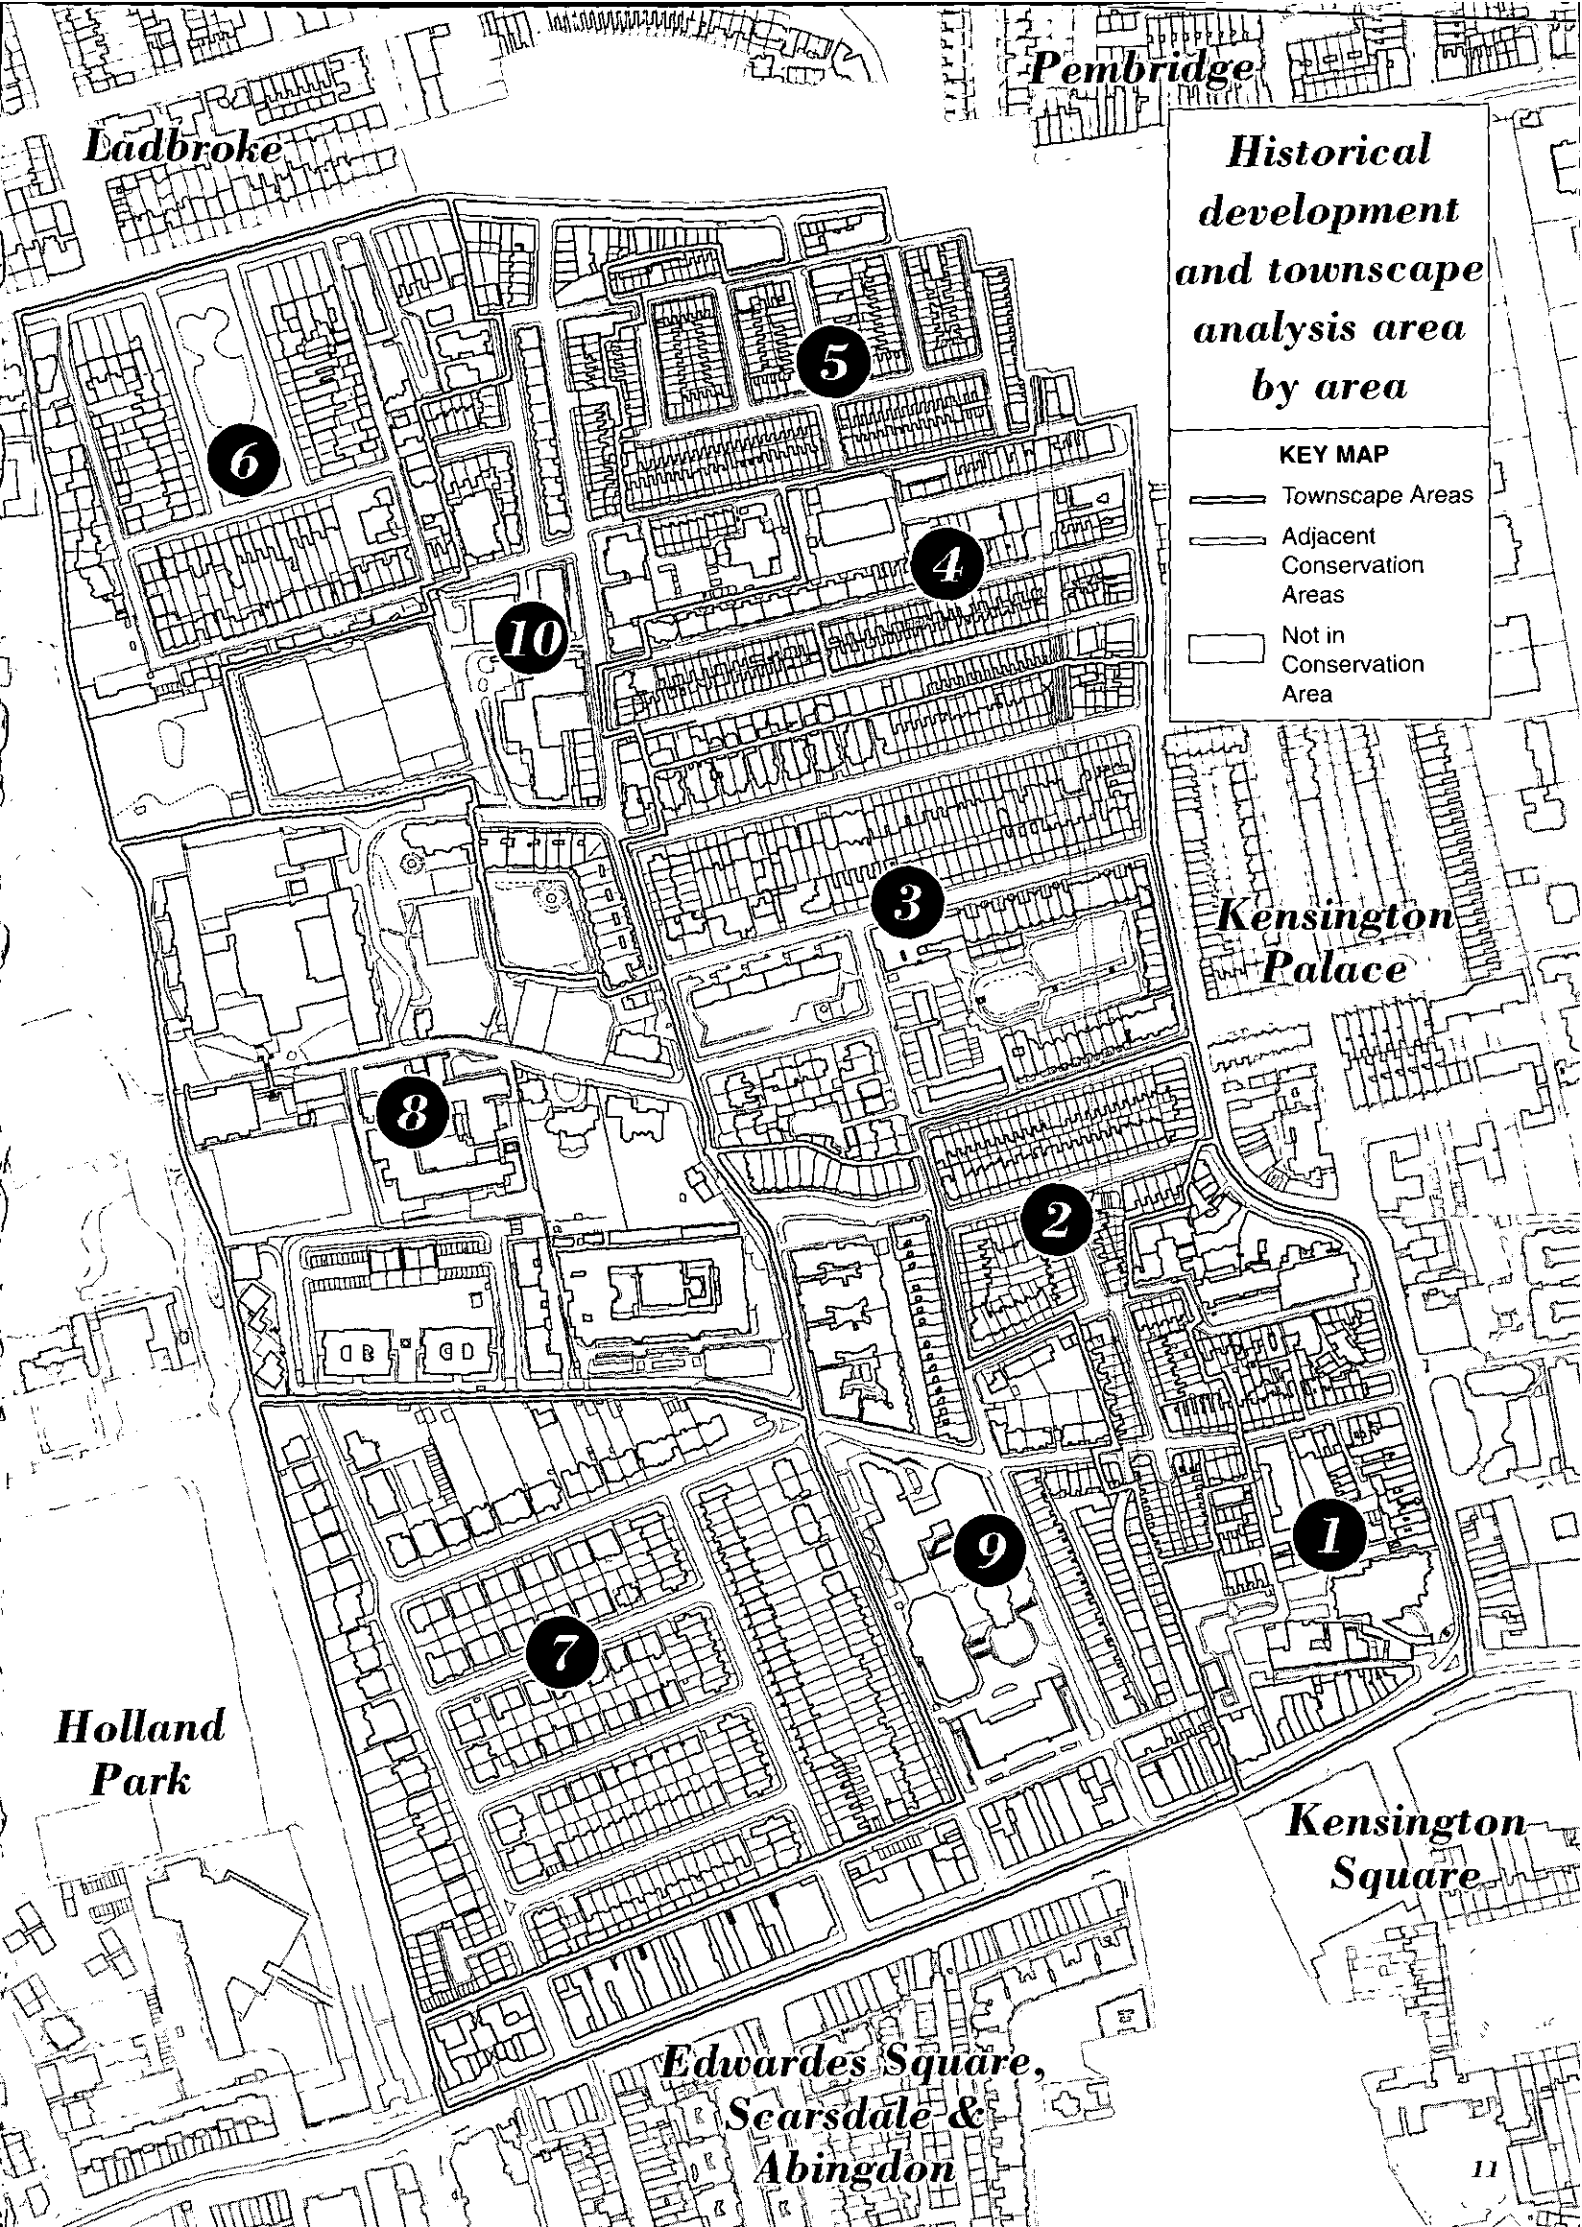 Pembridge
Ladbroke
Historical
development
and townscape
analysis area
by area
KEY MAP
Townscape Areas
Adjacent
Conservation
Areas
Not in
Conservation
Area
5
6
4
10
3
Kensington
Palace
8
2
1
9
7
Holland
Park
Kensington
Square
Edwardes Square,
Scarsdale &
Abingdon
11